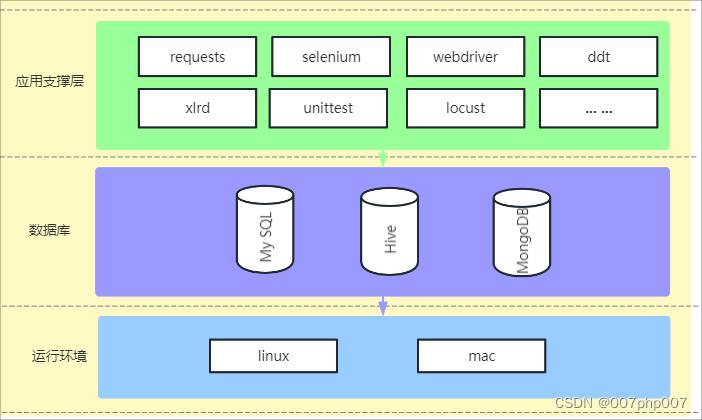 requests selenium webdriver ddt
应用支撑层
xlrd unittest locust ... ...
数据库
My SQL Hive MongoDB
运行环境
linux mac
CSDN @007php007